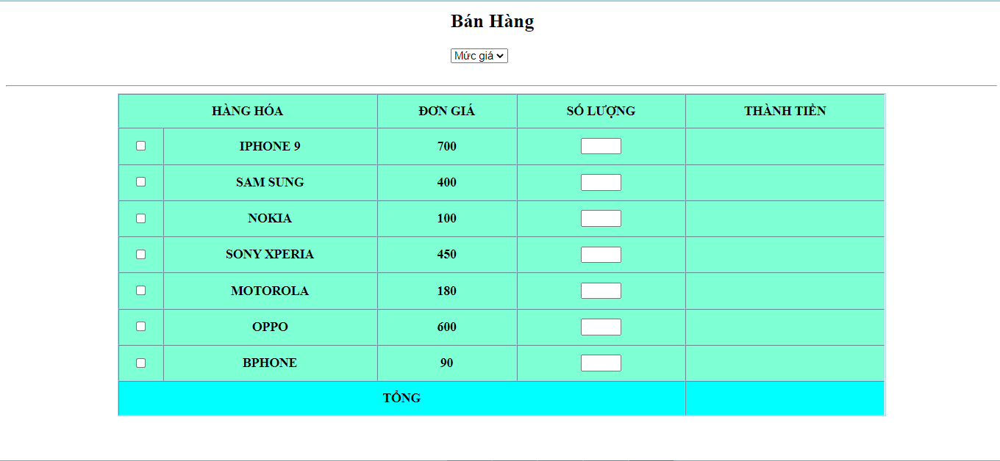 Bán Hàng
Mức giá
HÀNG HÓA ĐƠN GIÁ SỐ LƯỢNG THÀNH TIỀN
IPHONE 9 700
SAM SUNG 400
NOKIA 100
SONY XPERIA 450
MOTOROLA 180
OPPO 600
BPHONE 90
TỔNG